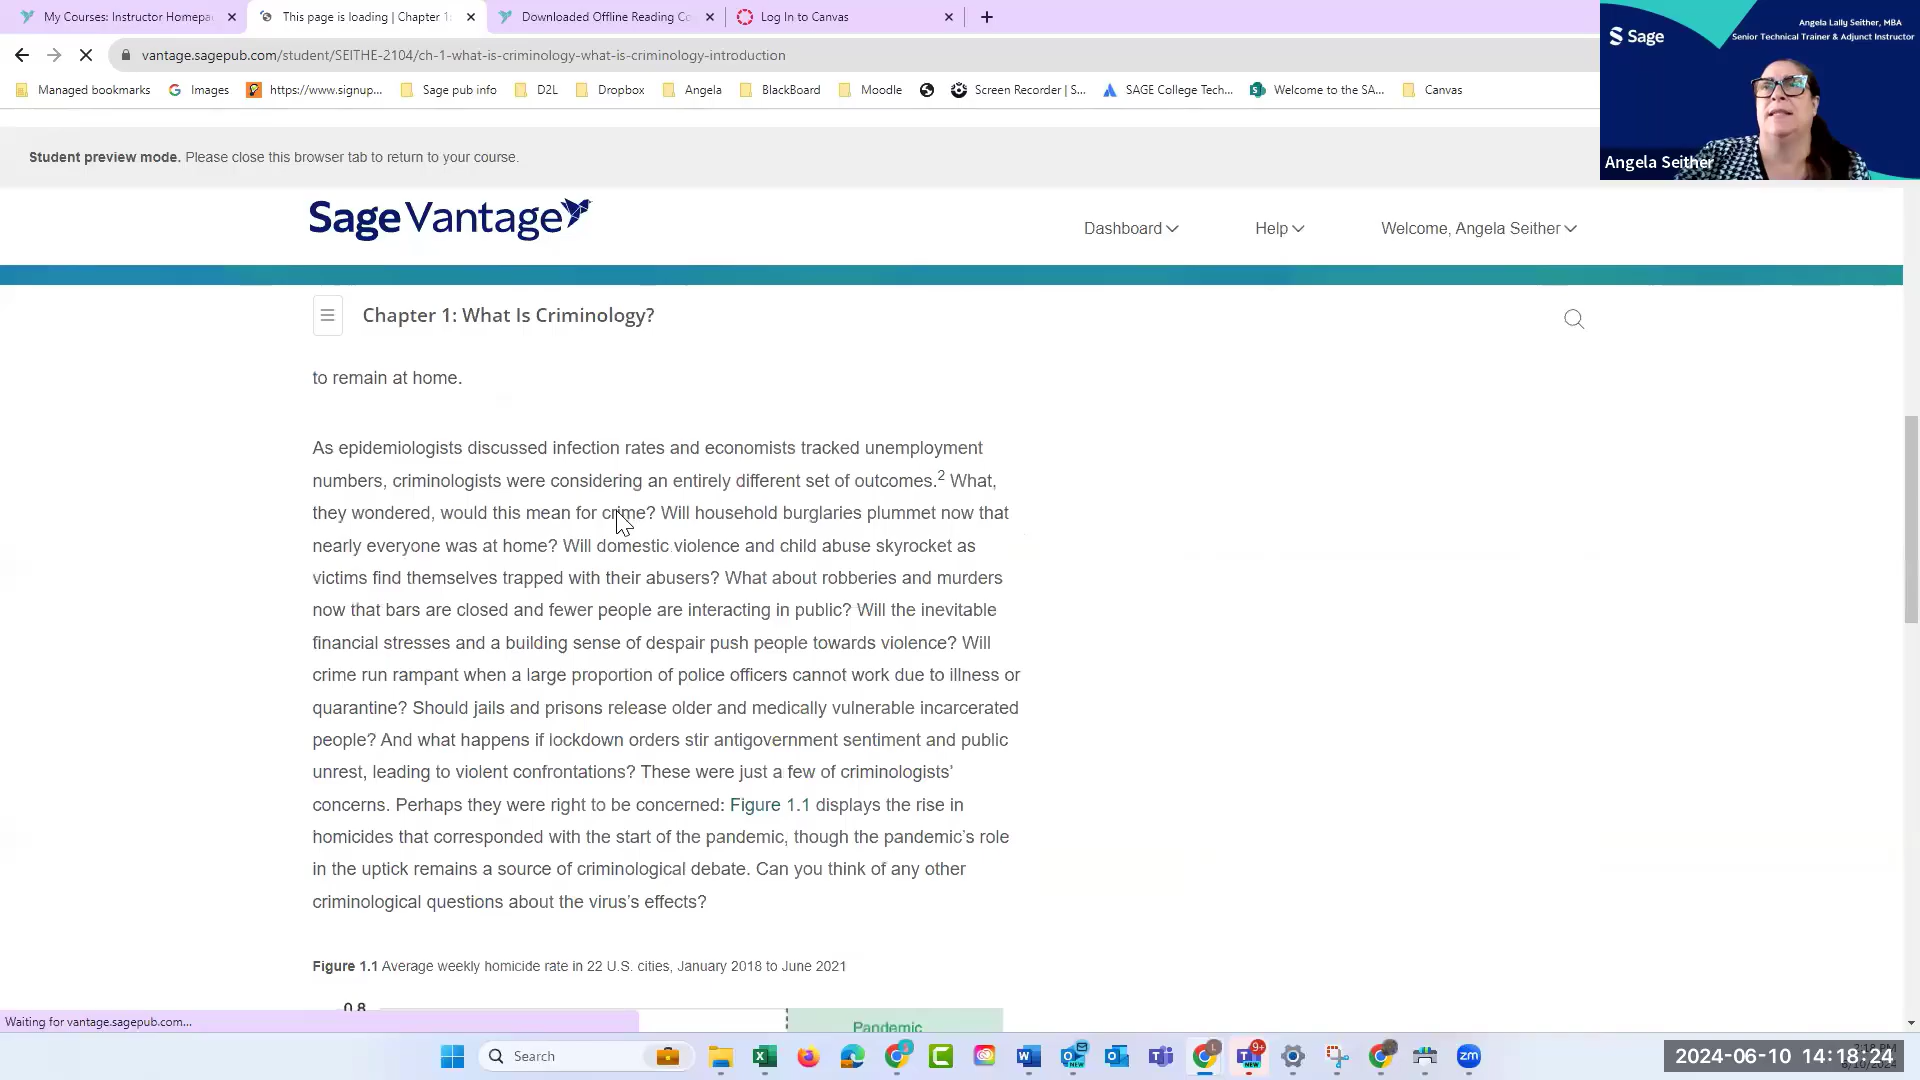 My Courses: Instructor Homepa
This page is loading | Chapter 1:
Downloaded Offline Reading Co
Log In to Canvas
vantage.sagepub.com/student/SEITHE-2104/ch-1-what-is-criminology-what-is-criminology-introduction
Managed bookmarks
Images
https://www.signup...
Sage pub info
D2L
Dropbox
Angela
BlackBoard
Moodle
Screen Recorder | S...
SAGE College Tech...
Welcome to the SA...
Canvas
Sage
Angela Lally Seither, MBA
Senior Technical Trainer & Adjunct Instructor
Angela Seither
Student preview mode. Please close this browser tab to return to your course.
Sage Vantage
Dashboard
Help
Welcome, Angela Seither
Chapter 1: What Is Criminology?
to remain at home.
As epidemiologists discussed infection rates and economists tracked unemployment
numbers, criminologists were considering an entirely different set of outcomes.2 What,
they wondered, would this mean for crime? Will household burglaries plummet now that
nearly everyone was at home? Will domestic violence and child abuse skyrocket as
victims find themselves trapped with their abusers? What about robberies and murders
now that bars are closed and fewer people are interacting in public? Will the inevitable
financial stresses and a building sense of despair push people towards violence? Will
crime run rampant when a large proportion of police officers cannot work due to illness or
quarantine? Should jails and prisons release older and medically vulnerable incarcerated
people? And what happens if lockdown orders stir antigovernment sentiment and public
unrest, leading to violent confrontations? These were just a few of criminologists'
concerns. Perhaps they were right to be concerned: Figure 1.1 displays the rise in
homicides that corresponded with the start of the pandemic, though the pandemic's role
in the uptick remains a source of criminological debate. Can you think of any other
criminological questions about the virus's effects?
Figure 1.1 Average weekly homicide rate in 22 U.S. cities, January 2018 to June 2021
0.8
Pandemic
Waiting for vantage.sagepub.com...
Search
NEW
9+
NEW
zm
2024-06-10 14:18:24